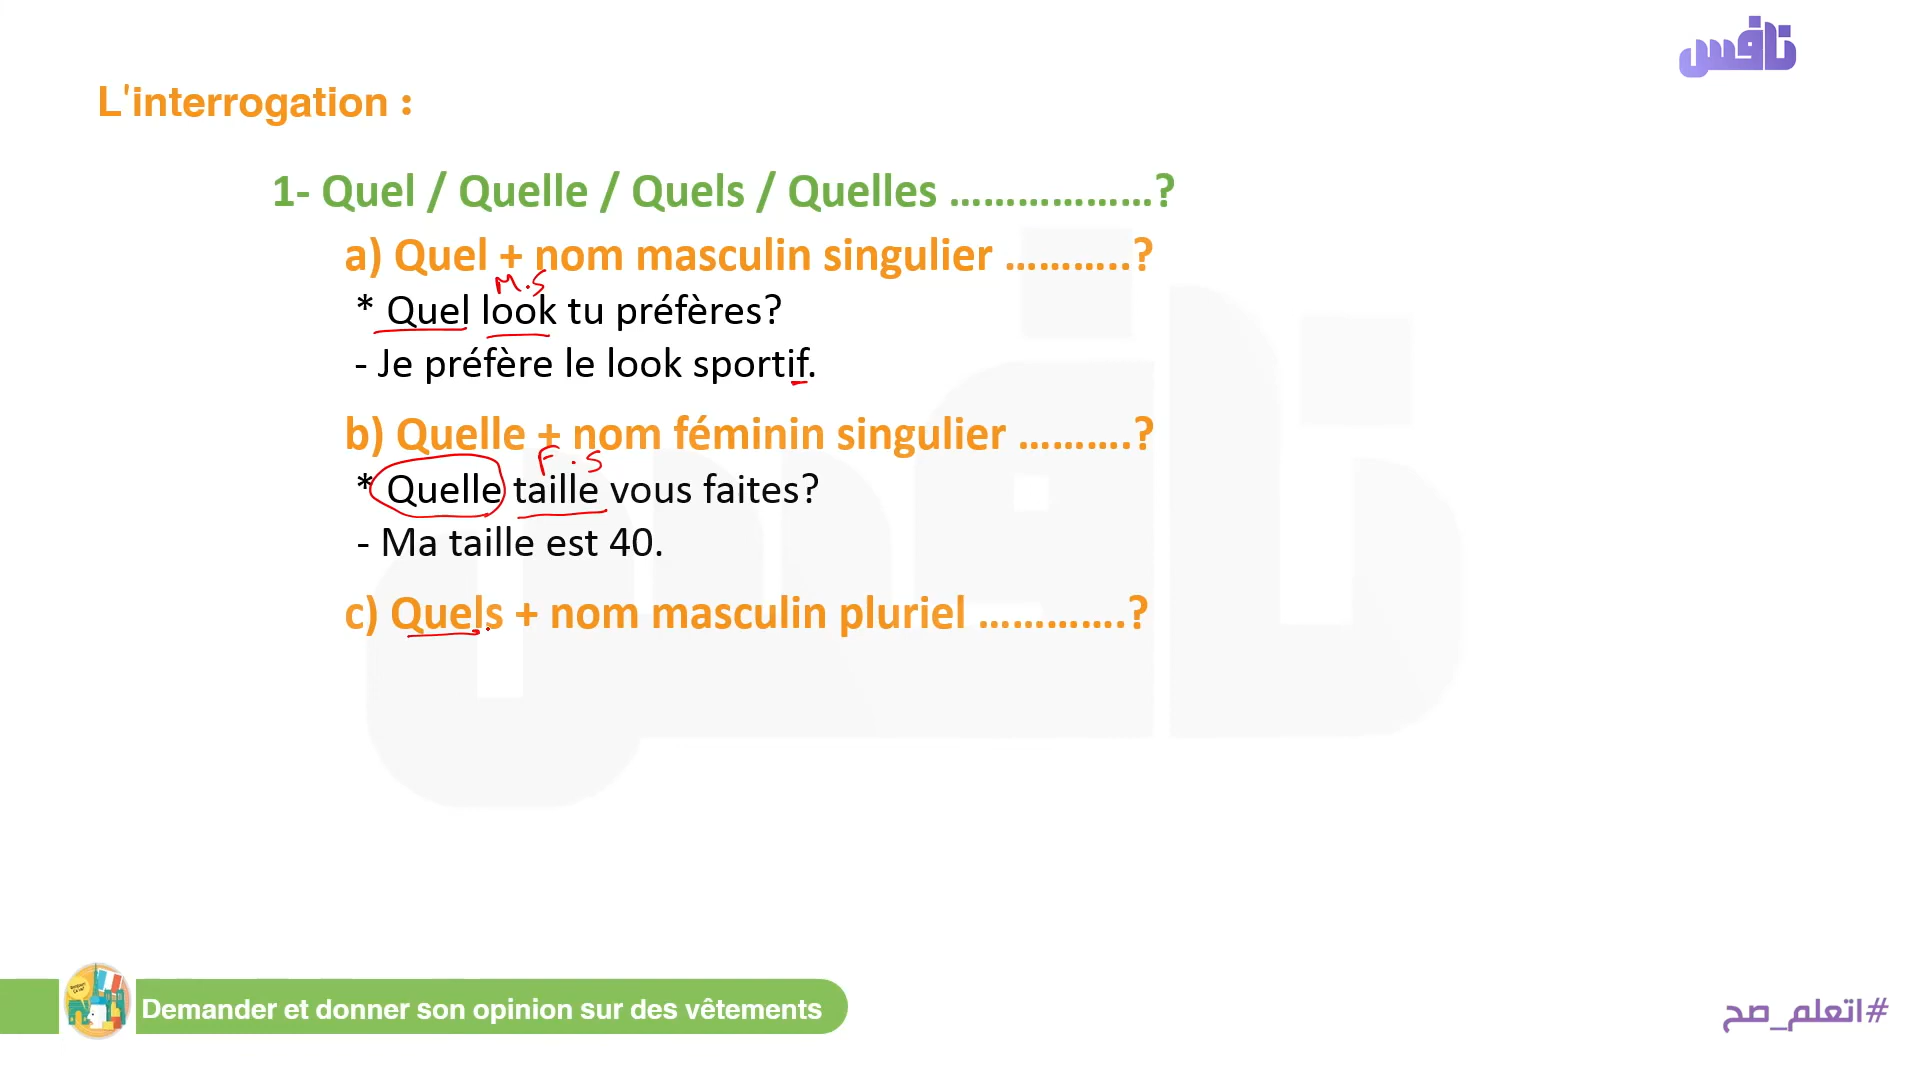 نافس
L'interrogation :
1- Quel / Quelle / Quels / Quelles ..................?
a) Quel + nom masculin singulier ...........?
M.S
* Quel look tu préfères?
- Je préfère le look sportif.
b) Quelle + nom féminin singulier ..........?
F.S
* Quelle taille vous faites?
- Ma taille est 40.
c) Quels + nom masculin pluriel .............?
Demander et donner son opinion sur des vêtements
#اتعلم_صح